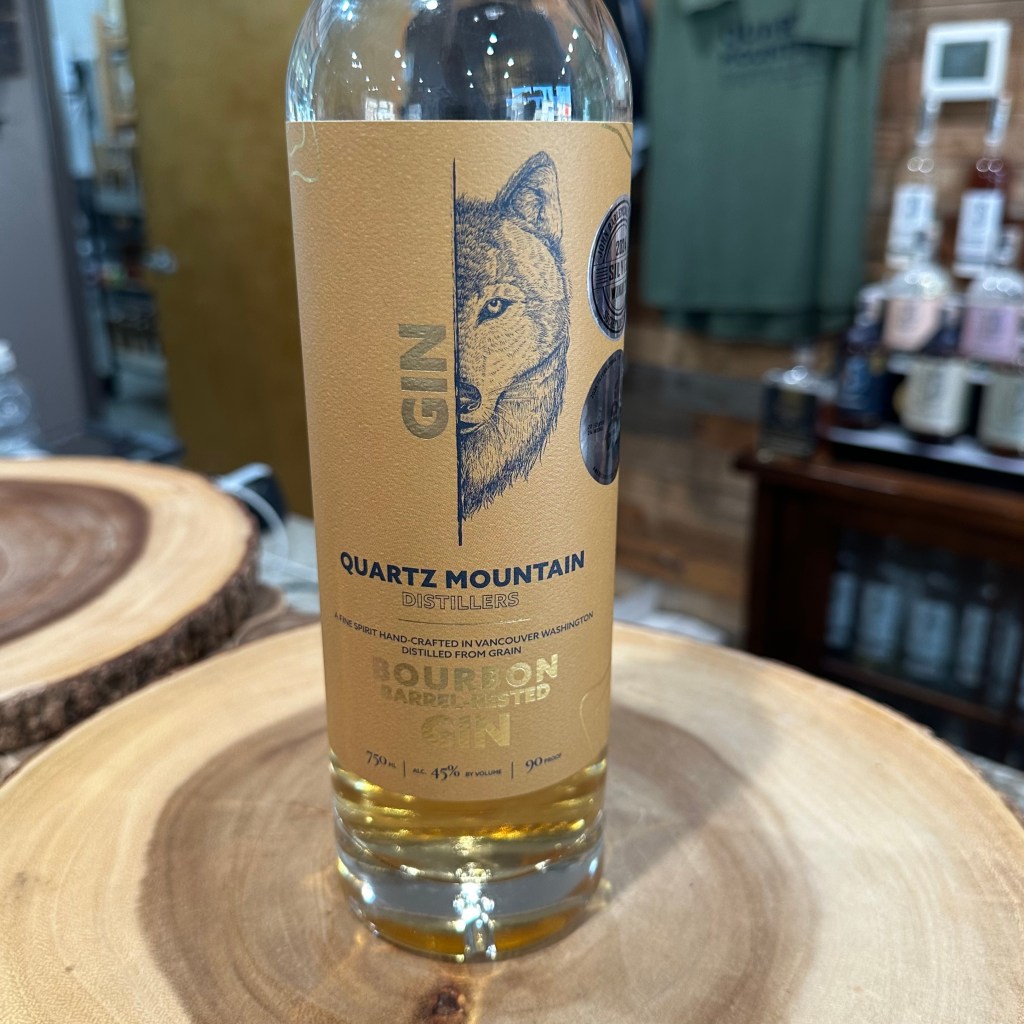 GIN
QUARTZ MOUNTAIN
DISTILLERS
A FINE SPIRIT HAND-CRAFTED IN VANCOUVER WASHINGTON
DISTILLED FROM GRAIN
BOURBON
BARREL-RESTED
GIN
750 ML | ALC. 45% BY VOLUME | 90 PROOF